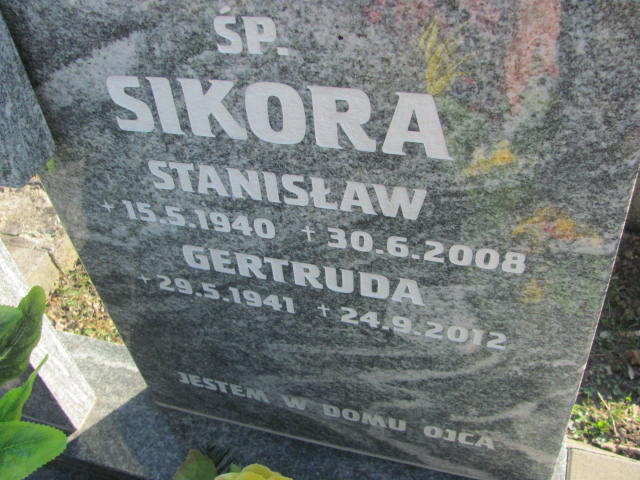 ŚP.
SIKORA
STANISŁAW
+ 15.5.1940 + 30.6.2008
GERTRUDA
+ 29.5.1941 + 24.9.2012
JESTEM W DOMU OJCA